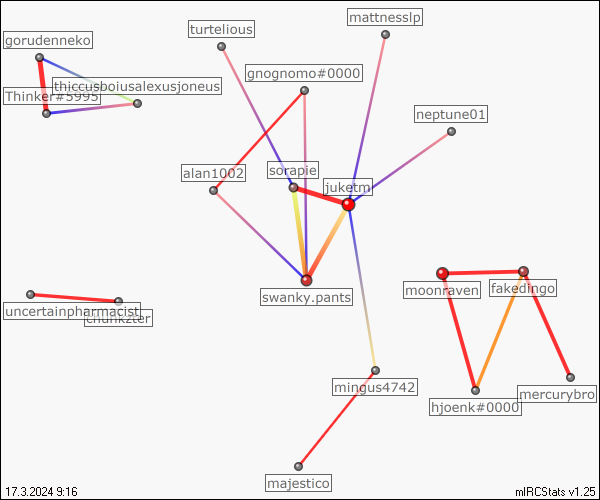 mattnesslp
turtelious
gorudenneko
gnognomo#0000
thiccusboiusalexusjoneus
Thinker#5995
neptune01
sorapie
alan1002
juketm
swanky.pants
moonraven
fakedingo
uncertainpharmacist
chunkzter
mingus4742
mercurybro
hjoenk#0000
majestico
17.3.2024 9:16
mIRCStats v1.25